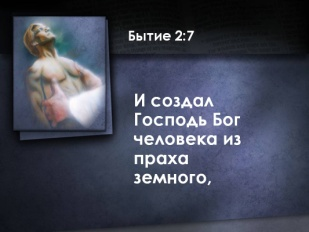 Бытие 2:7
И создал
Господь Бог
человека из
праха
земного,